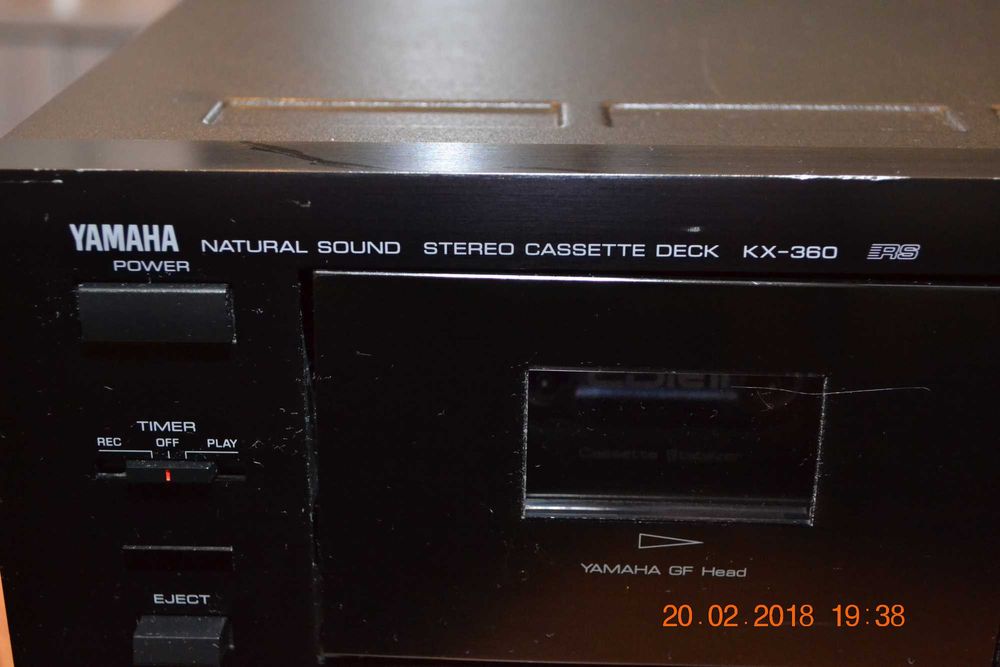 YAMAHA NATURAL SOUND STEREO CASSETTE DECK KX-360 RS
POWER
TIMER
REC OFF PLAY
Cassette Stabilizer
YAMAHA GF Head
EJECT
20.02.2018 19:38